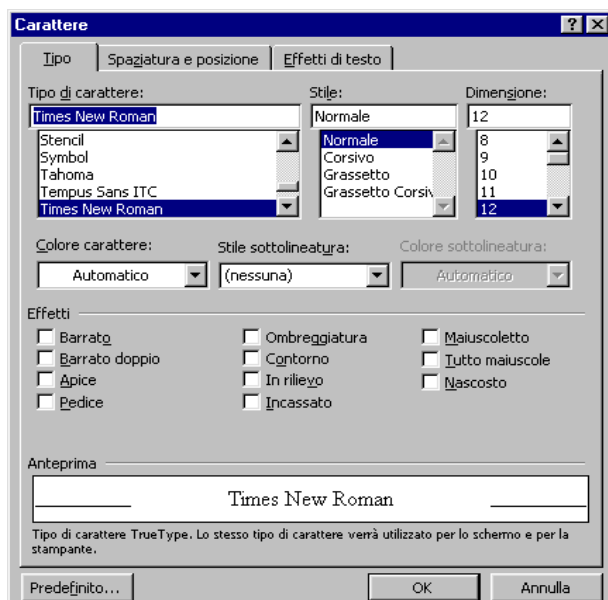 Carattere
Tipo Spaziatura e posizione Effetti di testo
Tipo di carattere: Stile: Dimensione:
Times New Roman Normale 12
Stencil Normale 8
Symbol Corsivo 9
Tahoma Grassetto 10
Tempus Sans ITC Grassetto Corsiv 11
Times New Roman 12
Colore carattere: Stile sottolineatura: Colore sottolineatura:
Automatico (nessuna) Automatico
Effetti
Barrato Ombreggiatura Maiuscoletto
Barrato doppio Contorno Tutto maiuscole
Apice In rilievo Nascosto
Pedice Incassato
Anteprima
Times New Roman
Tipo di carattere TrueType. Lo stesso tipo di carattere verrà utilizzato per lo schermo e per la
stampante.
Predefinito... OK Annulla